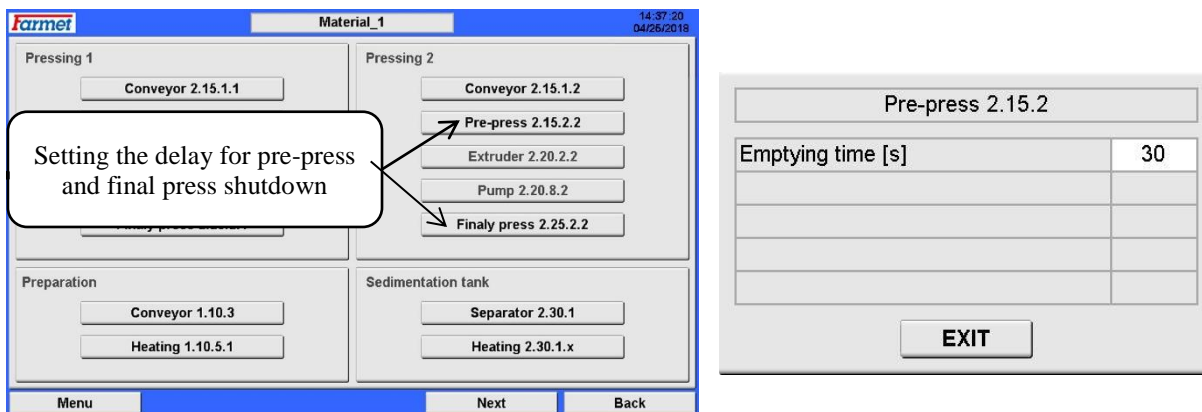 Farmet
Material_1
14:37:20
04/26/2018
Pressing 1
Conveyor 2.15.1.1
Setting the delay for pre-press
and final press shutdown
Pressing 2
Conveyor 2.15.1.2
Pre-press 2.15.2.2
Extruder 2.20.2.2
Pump 2.20.8.2
Finaly press 2.25.2.2
Preparation
Conveyor 1.10.3
Heating 1.10.5.1
Sedimentation tank
Separator 2.30.1
Heating 2.30.1.x
Menu
Next
Back
Pre-press 2.15.2
Emptying time [s] 30
EXIT